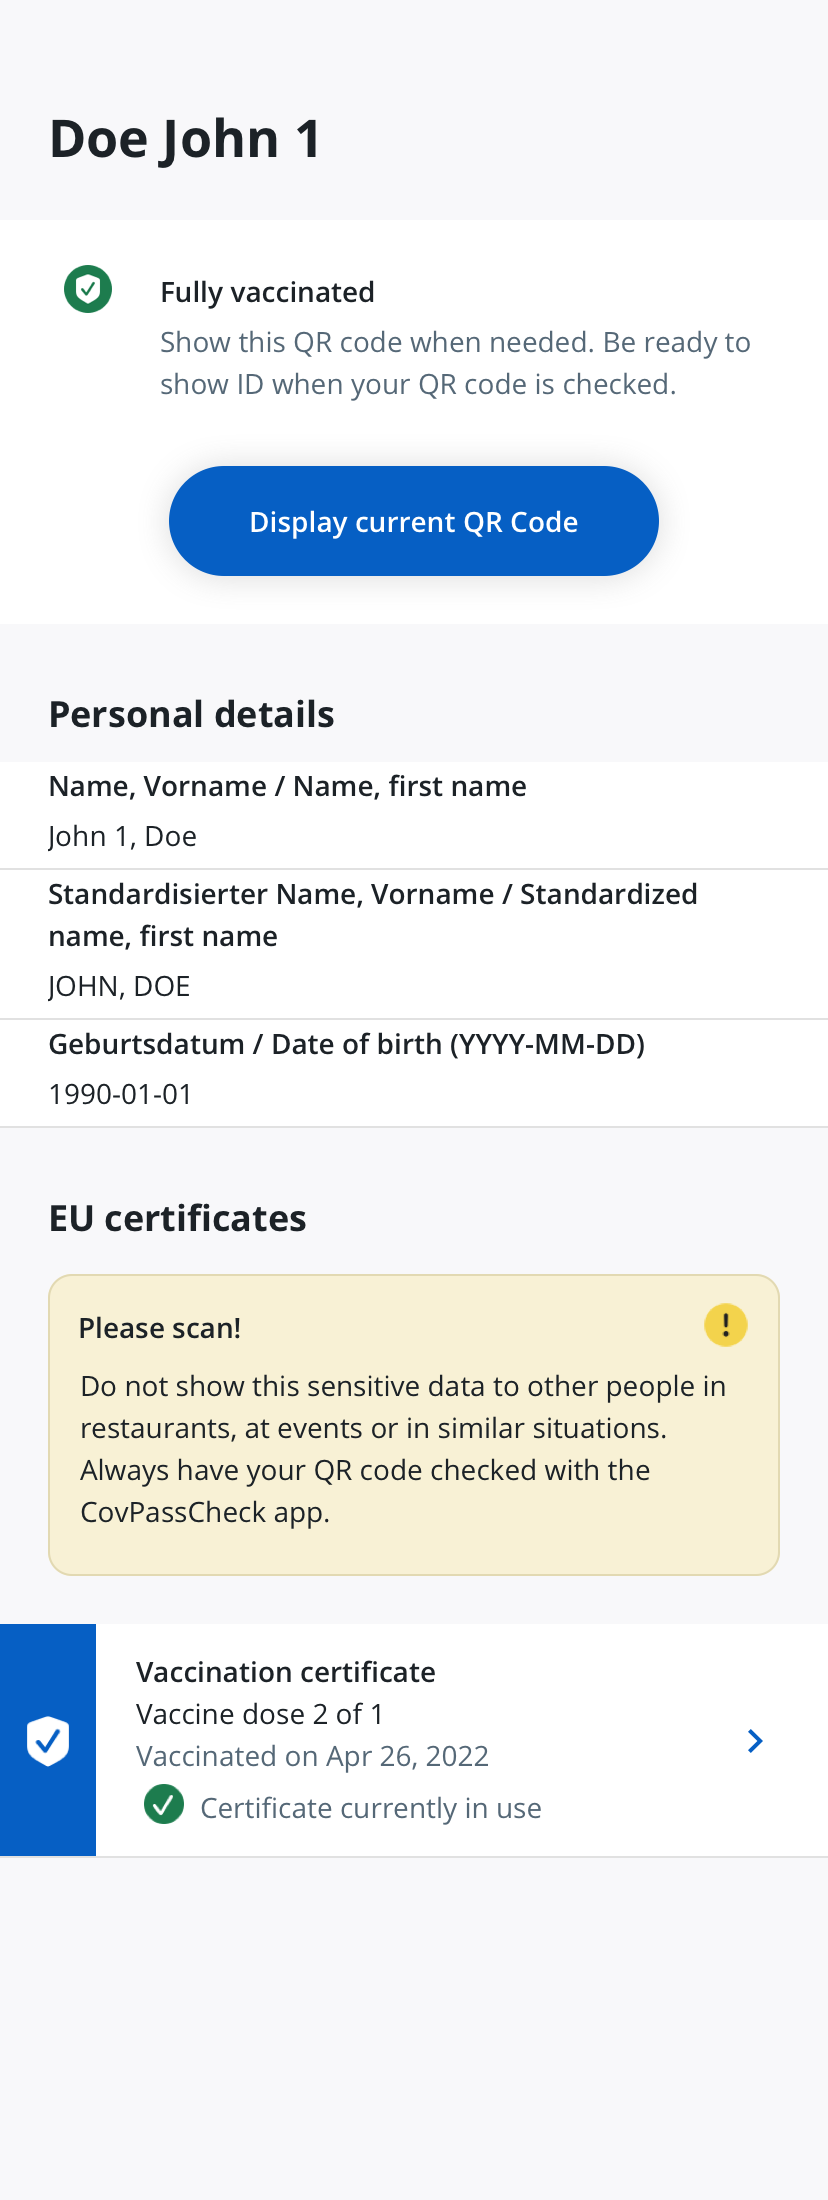 Doe John 1
Fully vaccinated
Show this QR code when needed. Be ready to
show ID when your QR code is checked.
Display current QR Code
Personal details
Name, Vorname / Name, first name
John 1, Doe
Standardisierter Name, Vorname / Standardized
name, first name
JOHN, DOE
Geburtsdatum / Date of birth (YYYY-MM-DD)
1990-01-01
EU certificates
Please scan!
Do not show this sensitive data to other people in
restaurants, at events or in similar situations.
Always have your QR code checked with the
CovPassCheck app.
Vaccination certificate
Vaccine dose 2 of 1
Vaccinated on Apr 26, 2022
Certificate currently in use